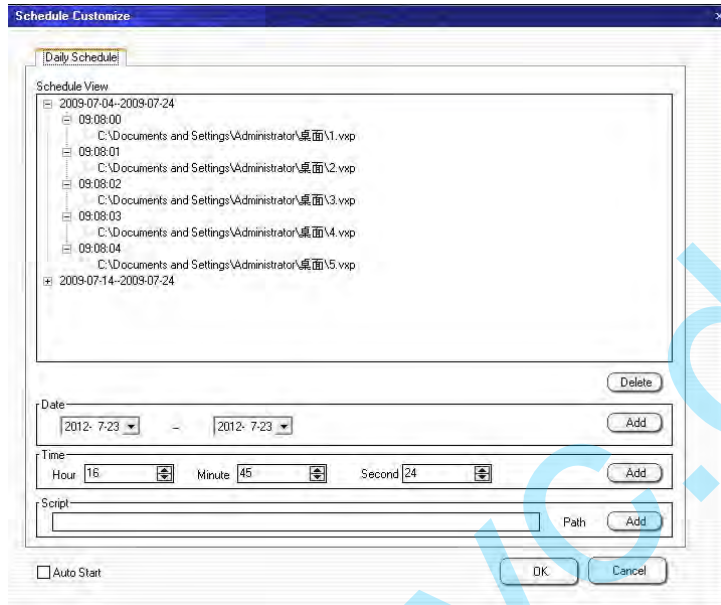 Schedule Customize
Daily Schedule
Schedule View
2009-07-04--2009-07-24
09:08:00
C:\Documents and Settings\Administrator\桌面\1.vxp
09:08:01
C:\Documents and Settings\Administrator\桌面\2.vxp
09:08:02
C:\Documents and Settings\Administrator\桌面\3.vxp
09:08:03
C:\Documents and Settings\Administrator\桌面\4.vxp
09:08:04
C:\Documents and Settings\Administrator\桌面\5.vxp
2009-07-14--2009-07-24
Delete
Date
2012- 7-23 – 2012- 7-23 Add
Time
Hour 16 Minute 45 Second 24 Add
Script
Path Add
Auto Start OK Cancel